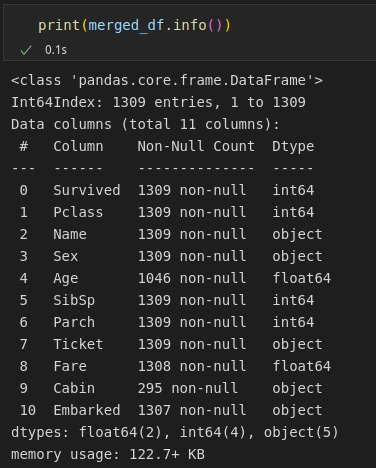 print(merged_df.info())
✓ 0.1s
<class 'pandas.core.frame.DataFrame'>
Int64Index: 1309 entries, 1 to 1309
Data columns (total 11 columns):
 #   Column    Non-Null Count  Dtype
---  ------    --------------  -----
 0   Survived  1309 non-null   int64
 1   Pclass    1309 non-null   int64
 2   Name      1309 non-null   object
 3   Sex       1309 non-null   object
 4   Age       1046 non-null   float64
 5   SibSp     1309 non-null   int64
 6   Parch     1309 non-null   int64
 7   Ticket    1309 non-null   object
 8   Fare      1308 non-null   float64
 9   Cabin     295 non-null    object
 10  Embarked  1307 non-null   object
dtypes: float64(2), int64(4), object(5)
memory usage: 122.7+ KB